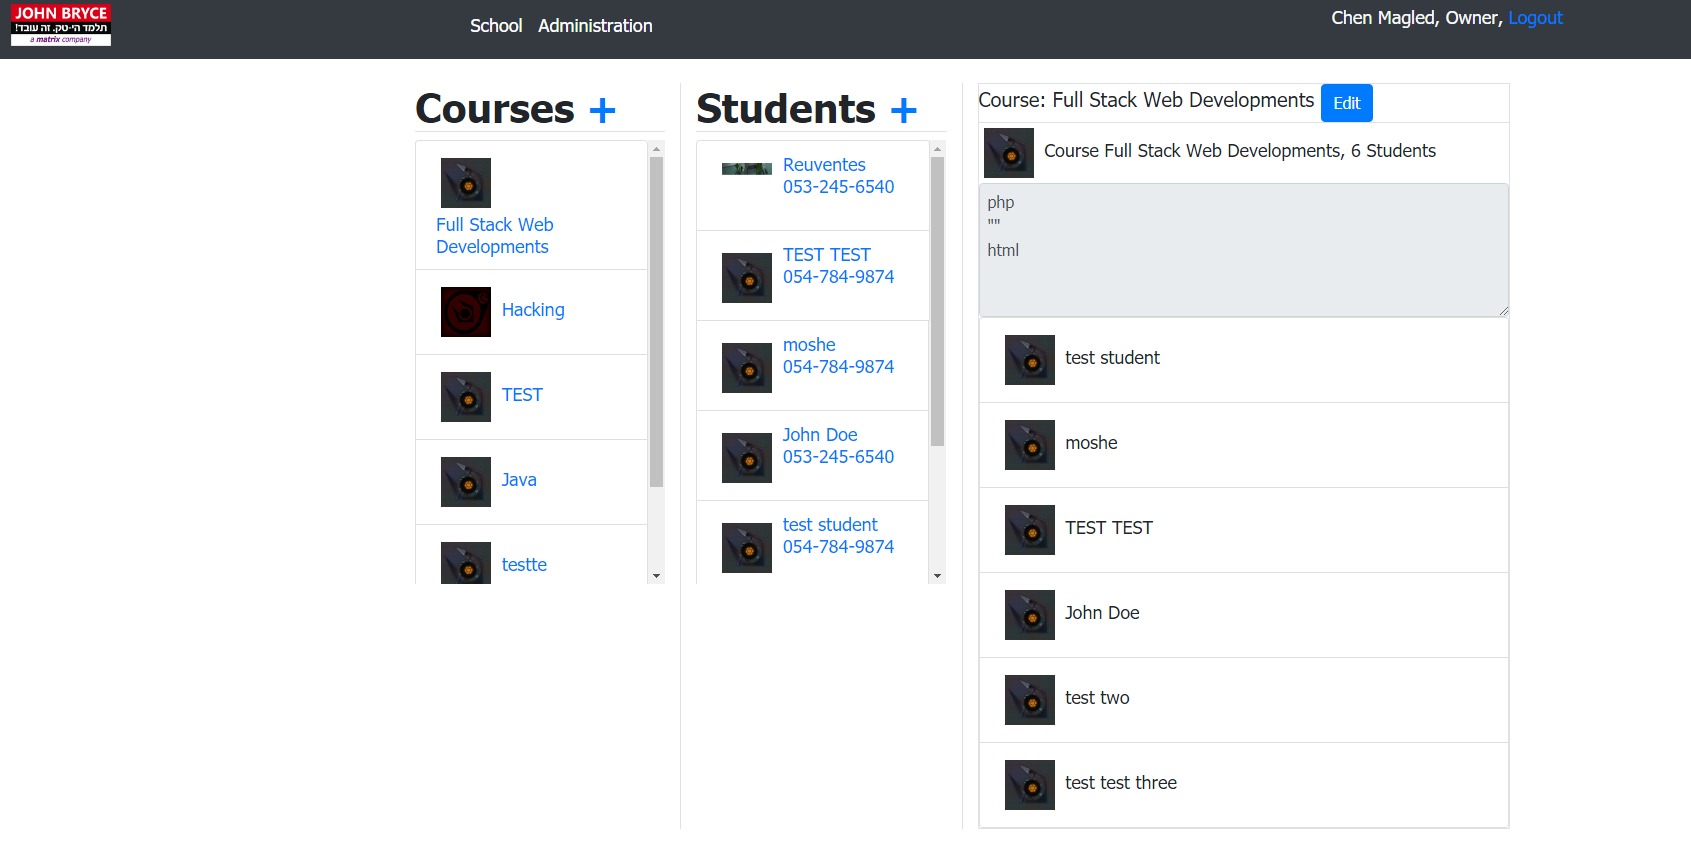 JOHN BRYCE
תלמד הי-טק. זה עובד!
a matrix company
School Administration
Chen Magled, Owner, Logout
Courses +
Full Stack Web
Developments
Hacking
TEST
Java
testte
Students +
Reuventes
053-245-6540
TEST TEST
054-784-9874
moshe
054-784-9874
John Doe
053-245-6540
test student
054-784-9874
Course: Full Stack Web Developments Edit
Course Full Stack Web Developments, 6 Students
php
""
html
test student
moshe
TEST TEST
John Doe
test two
test test three